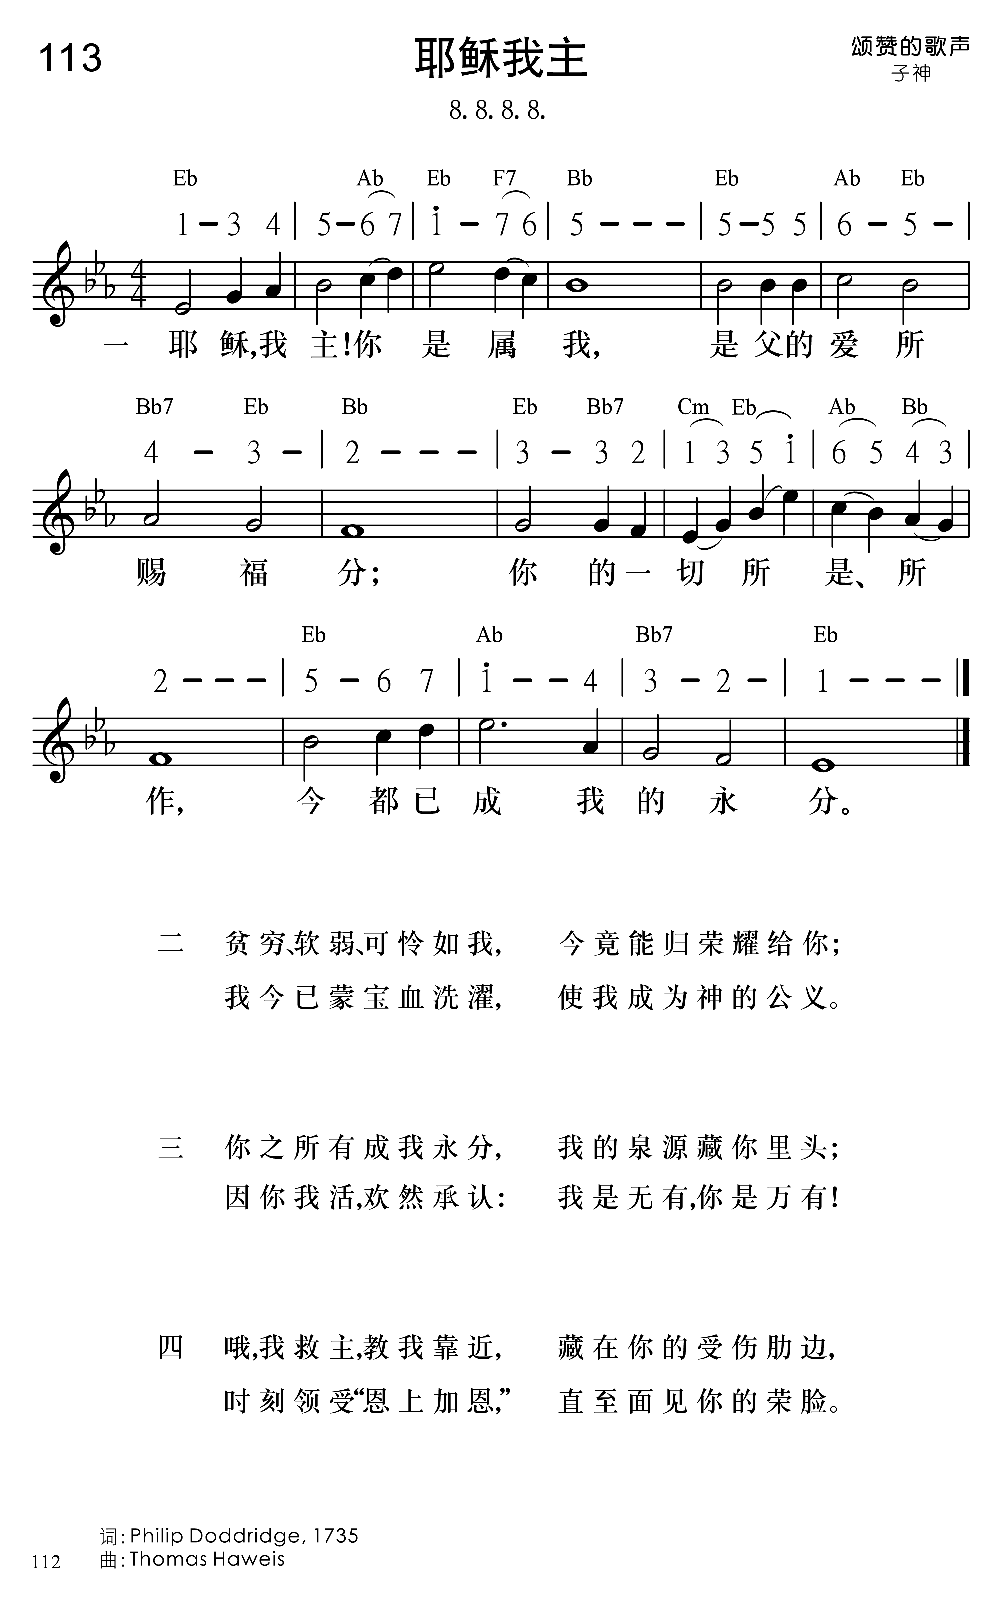 113
耶稣我主
颂赞的歌声
子神
8. 8. 8. 8.
Eb Ab Eb F7 Bb Eb Ab Eb
1 – 3 4 | 5 – 6 7 | 1 – 7 6 | 5 – – – | 5 – 5 5 | 6 – 5 – |
4 4
一 耶 稣,我 主!你 是 属 我, 是 父的 爱 所
Bb7 Eb Bb Eb Bb7 Cm Eb Ab Bb
4 – 3 – | 2 – – – | 3 – 3 2 | 1 3 5 1 | 6 5 4 3 |
赐 福 分; 你 的一 切 所 是、 所
Eb Ab Bb7 Eb
2 – – – | 5 – 6 7 | 1 – – 4 | 3 – 2 – | 1 – – – |
作, 今 都 已 成 我 的 永 分。
二 贫穷、软弱、可怜如我, 今竟能归荣耀给你;
我今已蒙宝血洗濯, 使我成为神的公义。
三 你之所有成我永分, 我的泉源藏你里头;
因你我活,欢然承认: 我是无有,你是万有!
四 哦,我救主,教我靠近, 藏在你的受伤肋边,
时刻领受“恩上加恩,” 直至面见你的荣脸。
词: Philip Doddridge, 1735
112 曲: Thomas Haweis